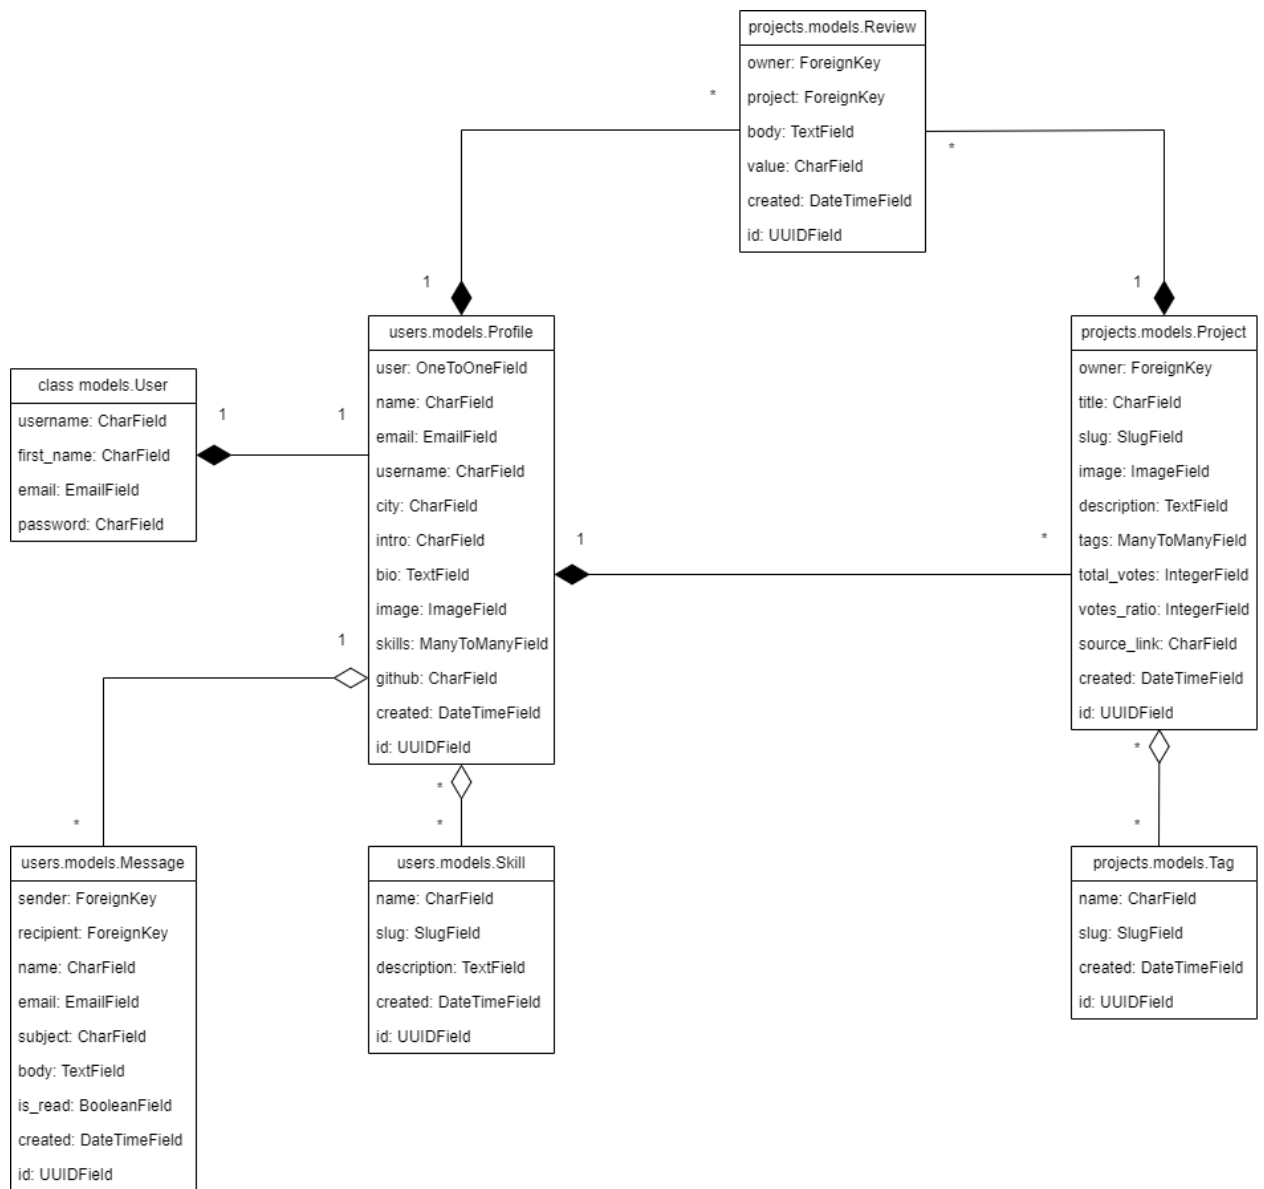 projects.models.Review
owner: ForeignKey
project: ForeignKey
body: TextField
value: CharField
created: DateTimeField
id: UUIDField
*
*
1
1
users.models.Profile
user: OneToOneField
name: CharField
email: EmailField
username: CharField
city: CharField
intro: CharField
bio: TextField
image: ImageField
skills: ManyToManyField
github: CharField
created: DateTimeField
id: UUIDField
projects.models.Project
owner: ForeignKey
title: CharField
slug: SlugField
image: ImageField
description: TextField
tags: ManyToManyField
total_votes: IntegerField
votes_ratio: IntegerField
source_link: CharField
created: DateTimeField
id: UUIDField
class models.User
username: CharField
first_name: CharField
email: EmailField
password: CharField
1
1
1
*
1
*
*
*
*
*
users.models.Message
sender: ForeignKey
recipient: ForeignKey
name: CharField
email: EmailField
subject: CharField
body: TextField
is_read: BooleanField
created: DateTimeField
id: UUIDField
users.models.Skill
name: CharField
slug: SlugField
description: TextField
created: DateTimeField
id: UUIDField
projects.models.Tag
name: CharField
slug: SlugField
created: DateTimeField
id: UUIDField